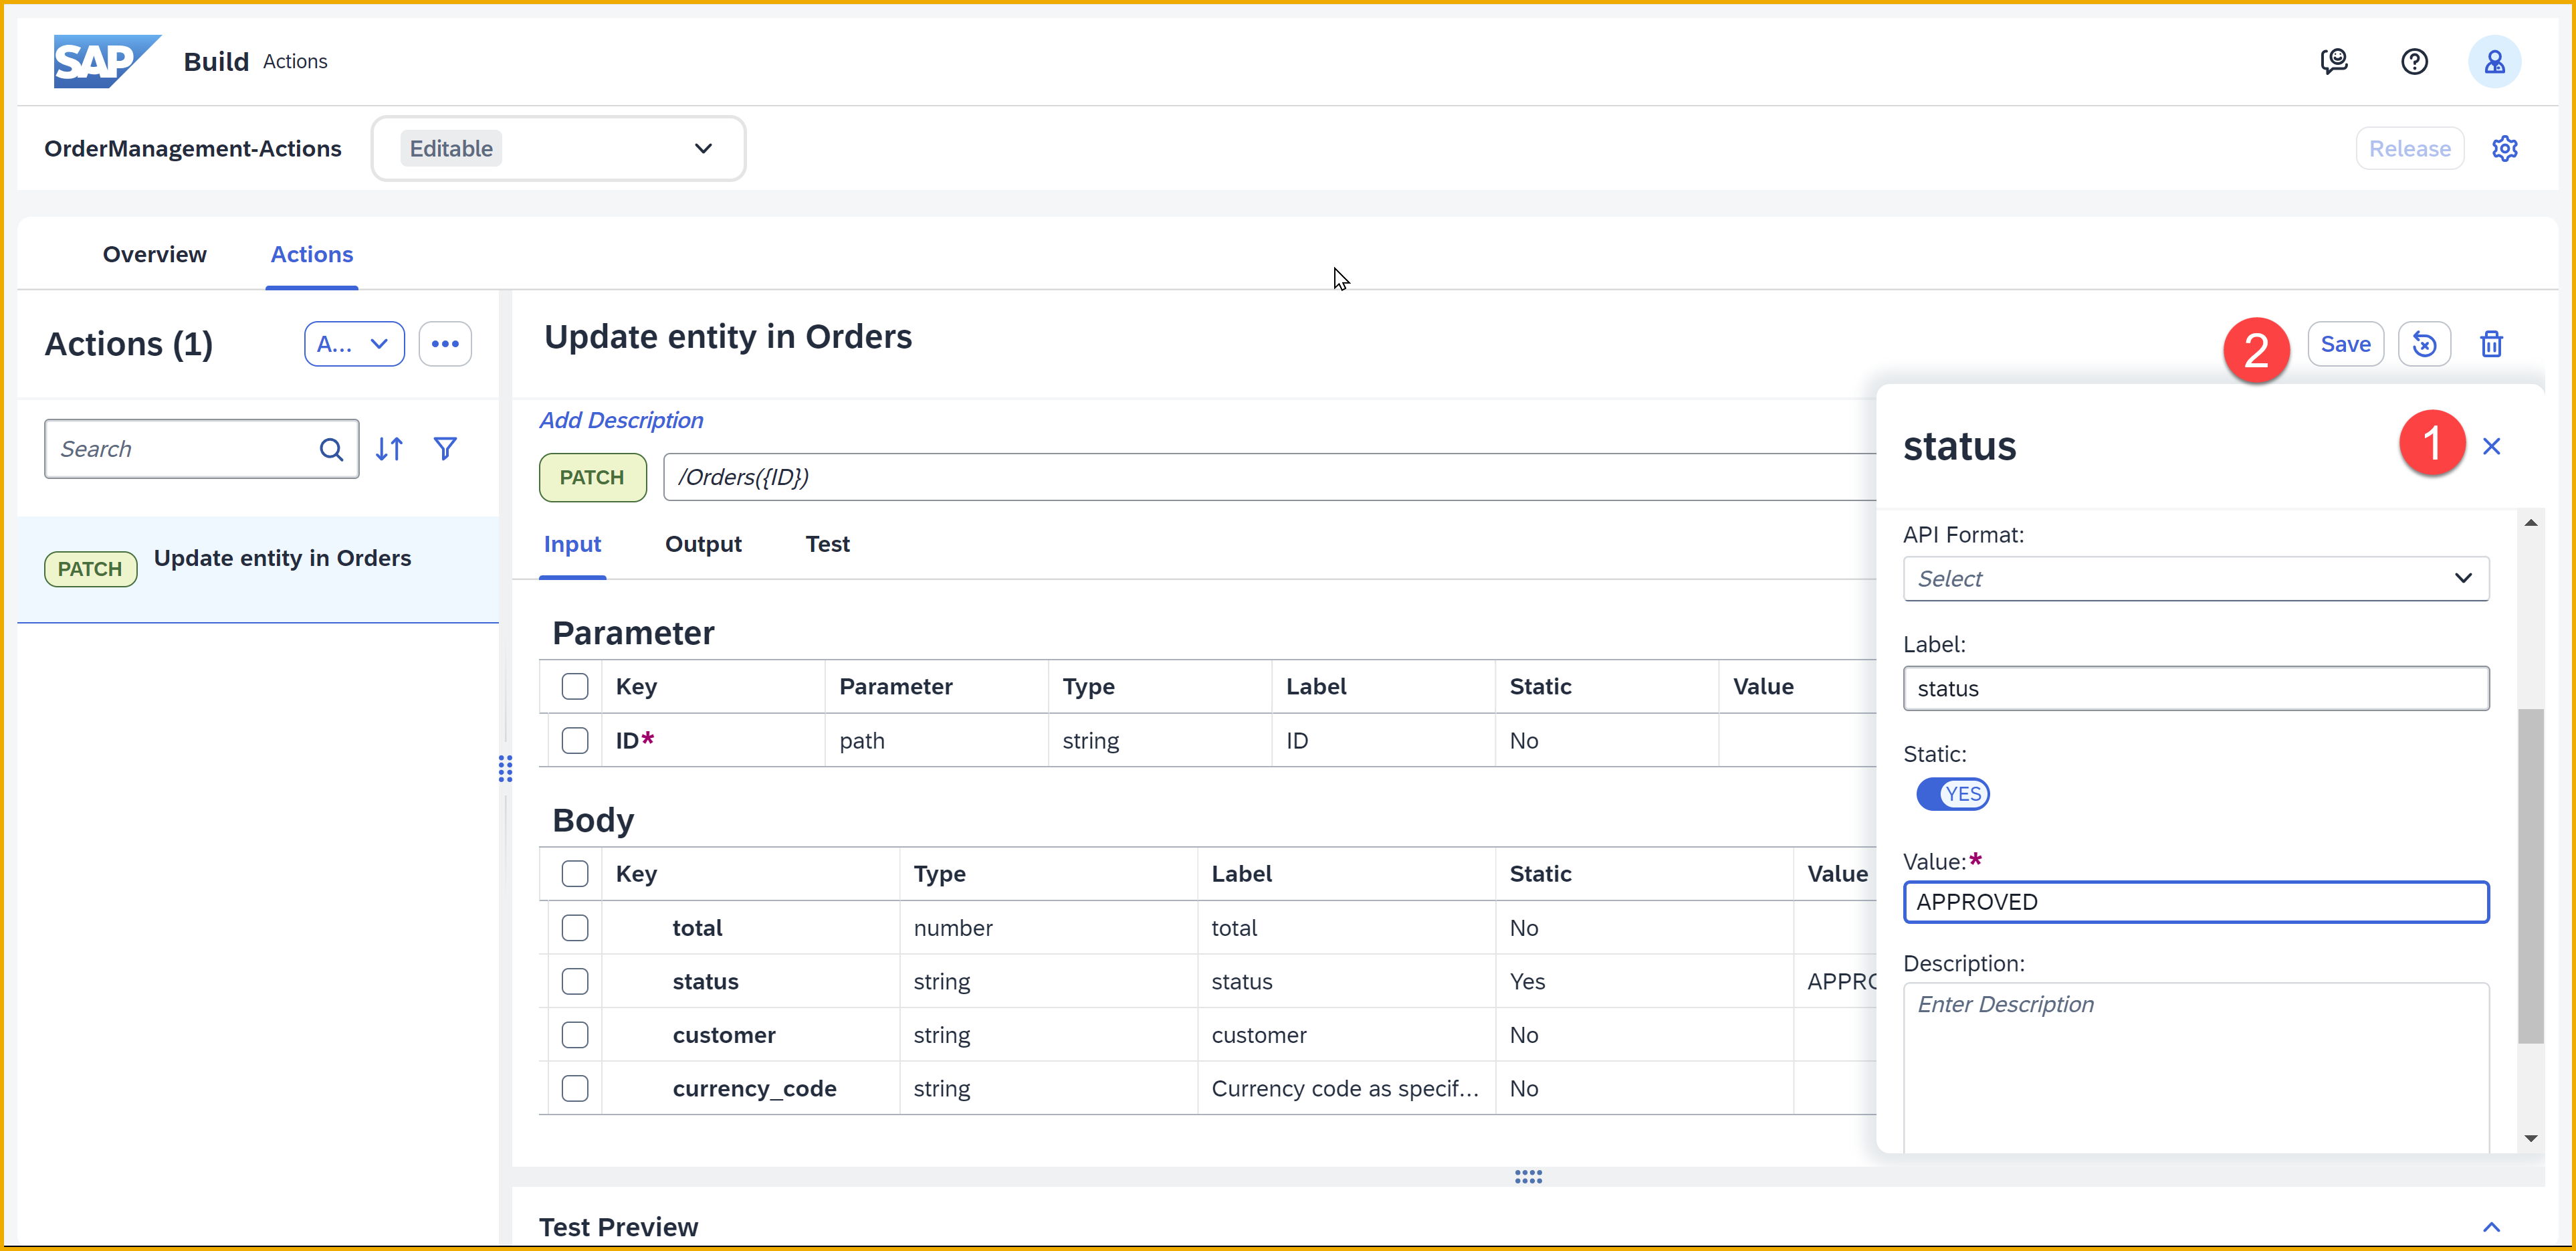 SAP Build Actions
OrderManagement-Actions Editable Release
Overview Actions
Actions (1) A...
Search
PATCH Update entity in Orders
Update entity in Orders
2 Save
Add Description
PATCH /Orders({ID})
Input Output Test
Parameter
Key Parameter Type Label Static Value
ID* path string ID No
Body
Key Type Label Static Value
total number total No
status string status Yes APPRO
customer string customer No
currency_code string Currency code as specif... No
Test Preview
status 1
API Format:
Select
Label:
status
Static:
YES
Value:*
APPROVED
Description:
Enter Description